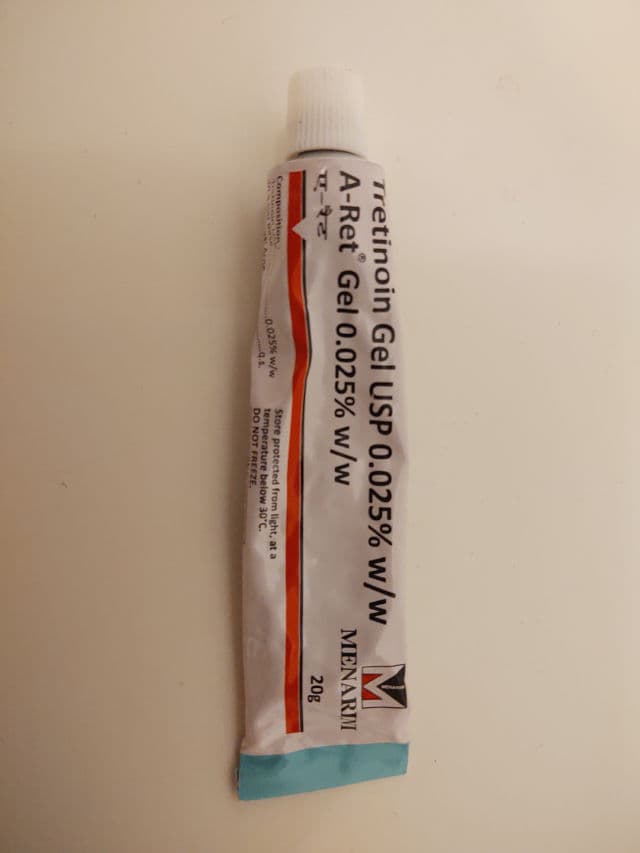 Tretinoin Gel USP 0.025% w/w
A-Ret® Gel 0.025% w/w
ए-रेट
MENARINI
20g
Composition:
0.025% w/w
q.s.
Store protected from light, at a
temperature below 30°C.
DO NOT FREEZE.